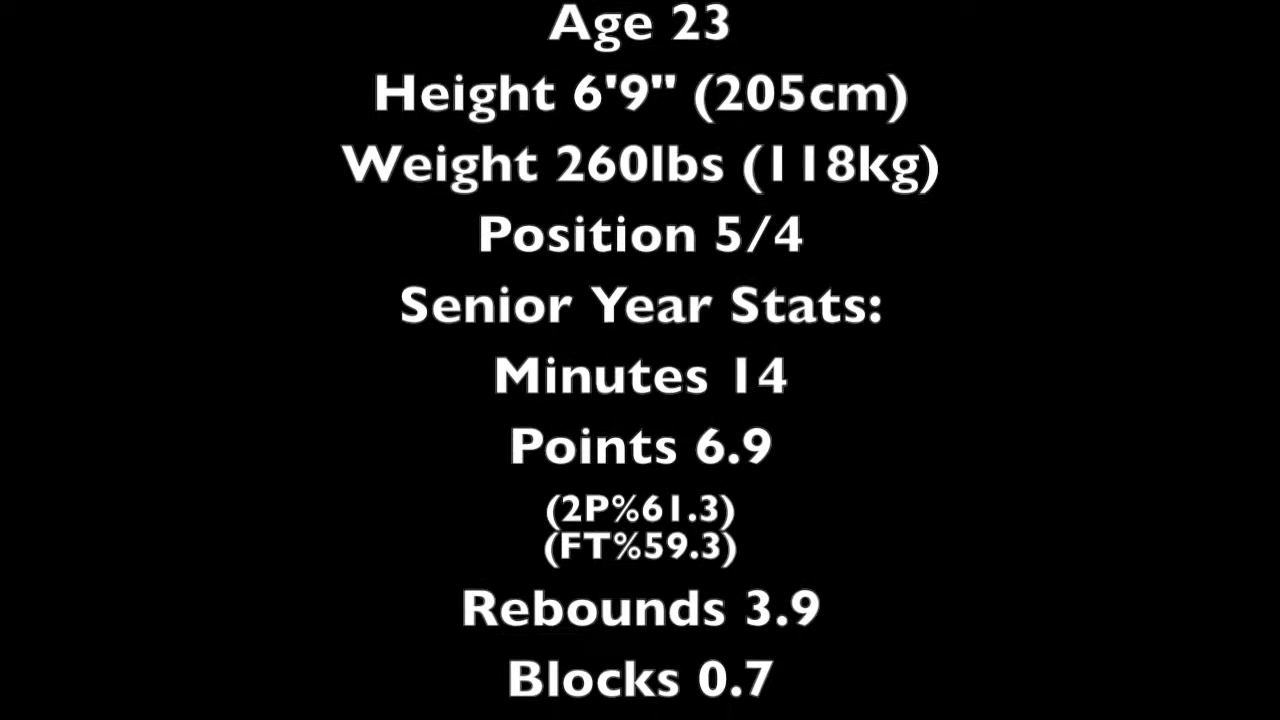 Age 23
Height 6'9" (205cm)
Weight 260lbs (118kg)
Position 5/4
Senior Year Stats:
Minutes 14
Points 6.9
(2P%61.3)
(FT%59.3)
Rebounds 3.9
Blocks 0.7